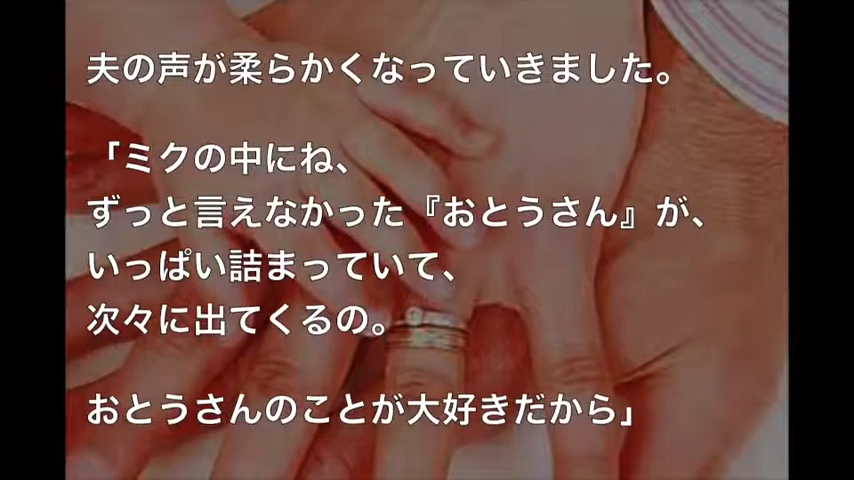 夫の声が柔らかくなっていきました。
「ミクの中にね、
ずっと言えなかった『おとうさん』が、
いっぱい詰まっていて、
次々に出てくるの。
おとうさんのことが大好きだから」